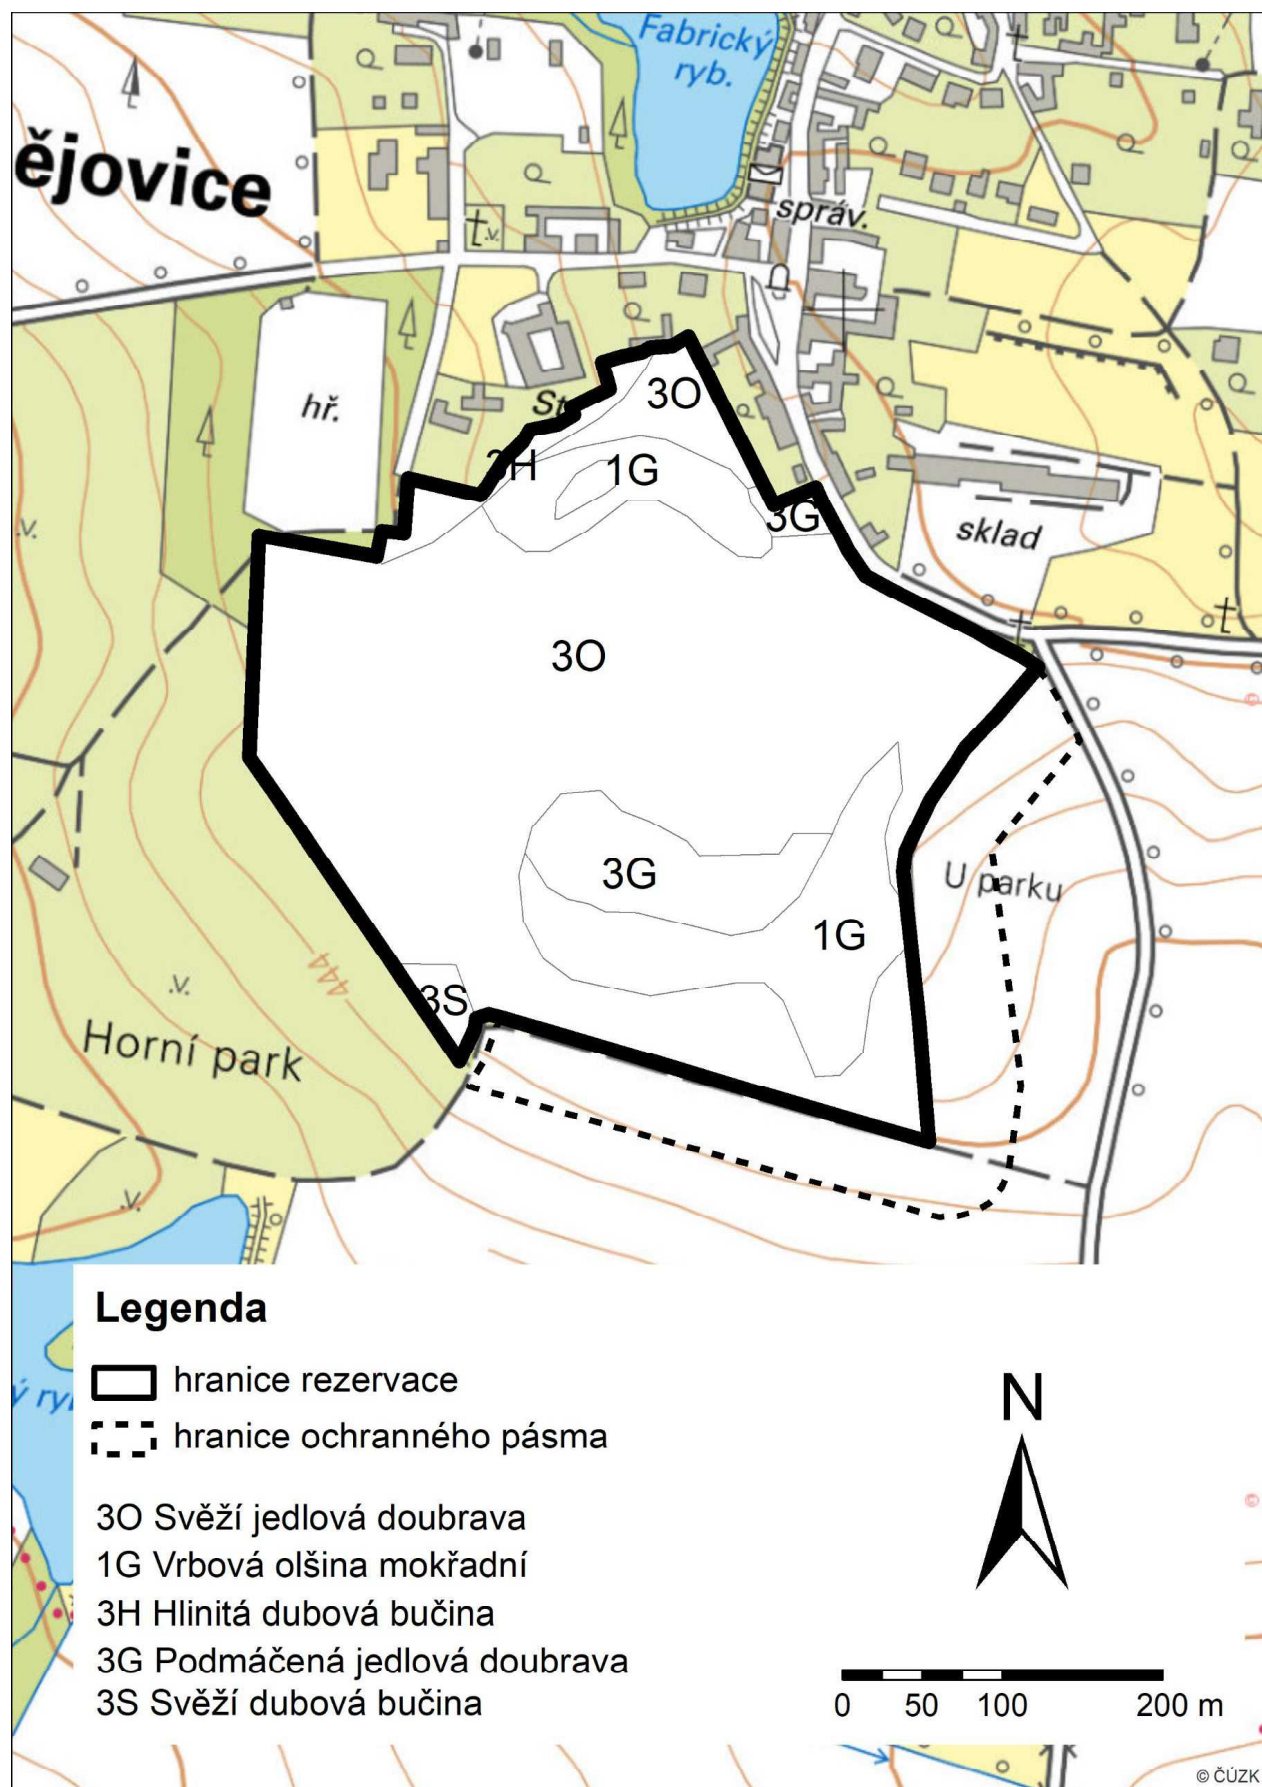 Fabrický
ryb.
ějovice
správ.
hř.
St
3O
3H
1G
3G
sklad
3O
3G
U parku
1G
444
3S
Horní park
Legenda
hranice rezervace
hranice ochranného pásma
N
3O Svěží jedlová doubrava
1G Vrbová olšina mokřadní
3H Hlinitá dubová bučina
3G Podmáčená jedlová doubrava
3S Svěží dubová bučina
0 50 100 200 m
© ČÚZK